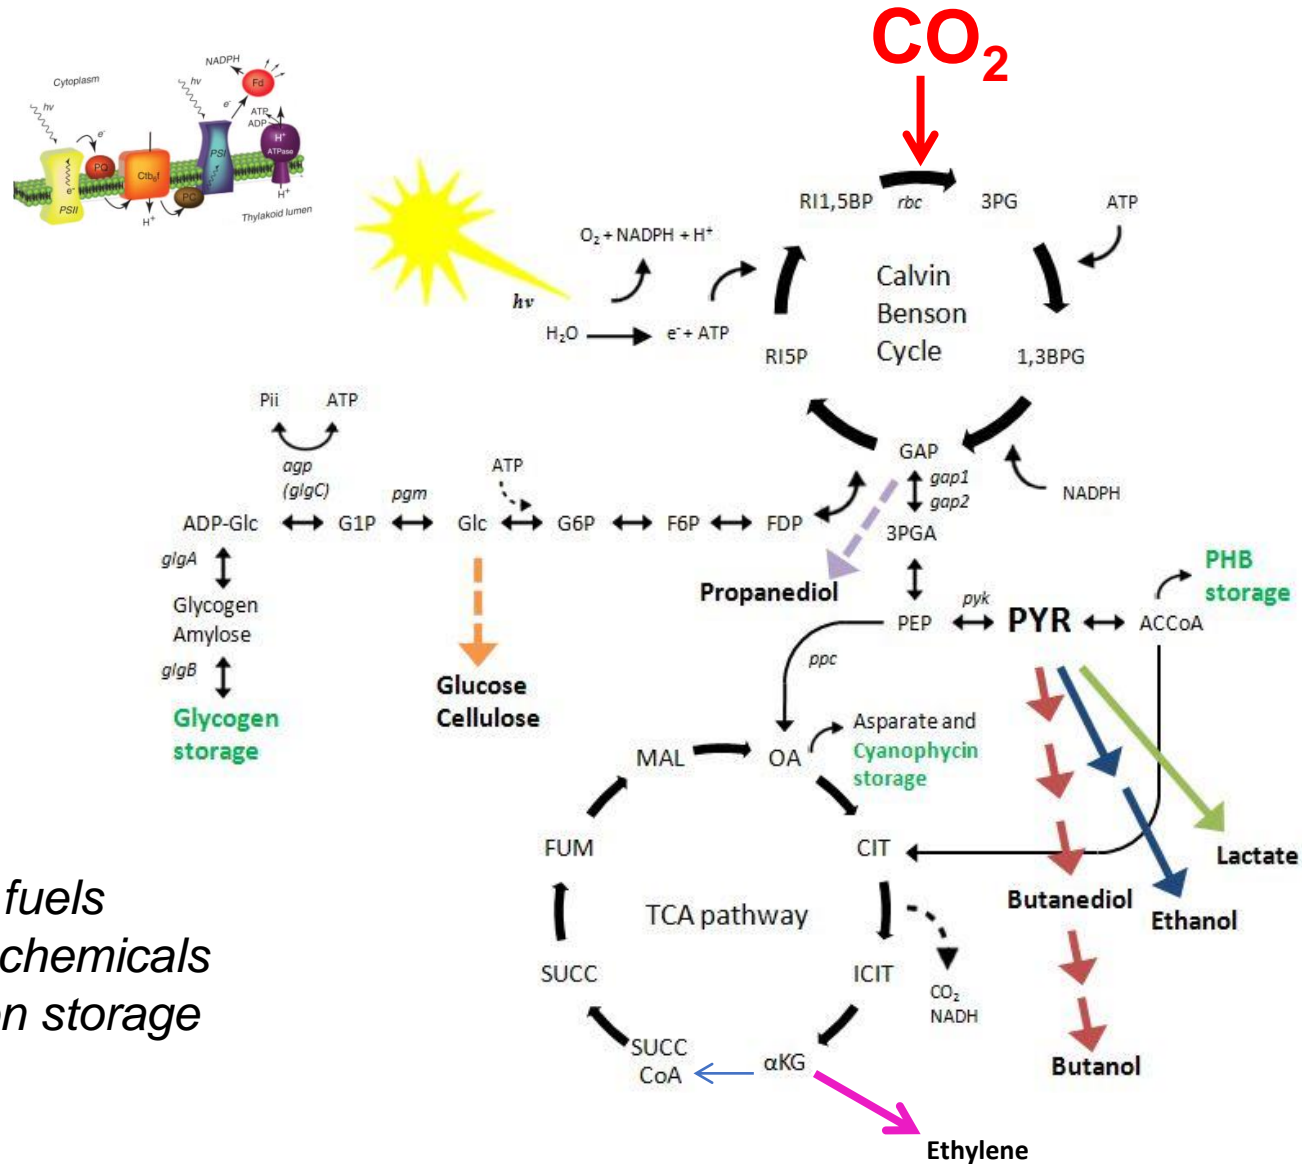 CO₂
NADPH
Cytoplasm
hv
hv
Fd
e⁻
ATP
ADP
e⁻
H⁺
ATPase
PSI
PQ
Ctb₆f
e⁻
PSII
PC
H⁺
H⁺
Thylakoid lumen
RI1,5BP
rbc
3PG
ATP
O₂ + NADPH + H⁺
Calvin
Benson
Cycle
hv
H₂O
e⁻ + ATP
RI5P
1,3BPG
Pii
ATP
GAP
agp
(glgC)
ATP
gap1
gap2
NADPH
pgm
ADP-Glc
G1P
Glc
G6P
F6P
FDP
3PGA
glgA
Propanediol
PHB
storage
Glycogen
Amylose
pyk
PEP
PYR
ACCoA
glgB
ppc
Glucose
Cellulose
Glycogen
storage
Asparate and
Cyanophycin
storage
MAL
OA
FUM
CIT
Lactate
fuels
chemicals
on storage
TCA pathway
Butanediol
Ethanol
SUCC
ICIT
CO₂
NADH
SUCC
CoA
αKG
Butanol
Ethylene